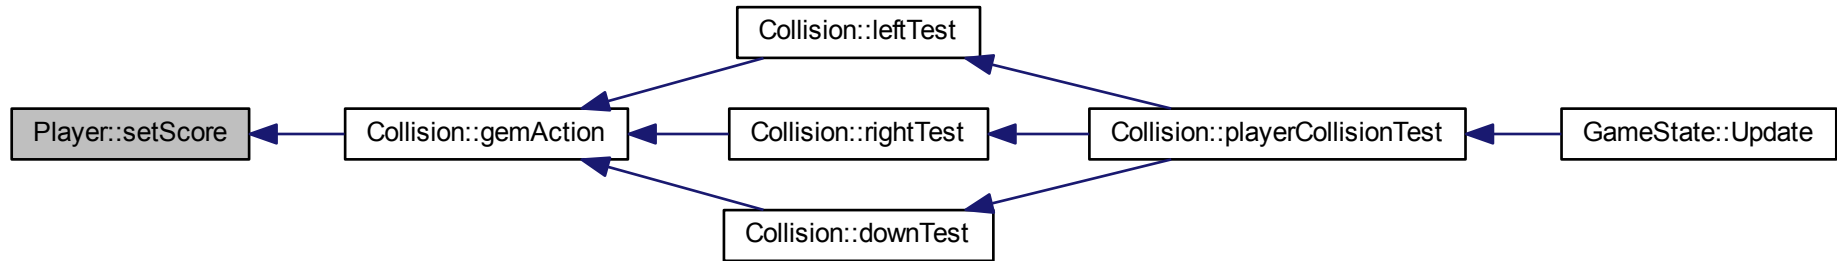 Collision::leftTest
Player::setScore
Collision::gemAction
Collision::rightTest
Collision::playerCollisionTest
GameState::Update
Collision::downTest